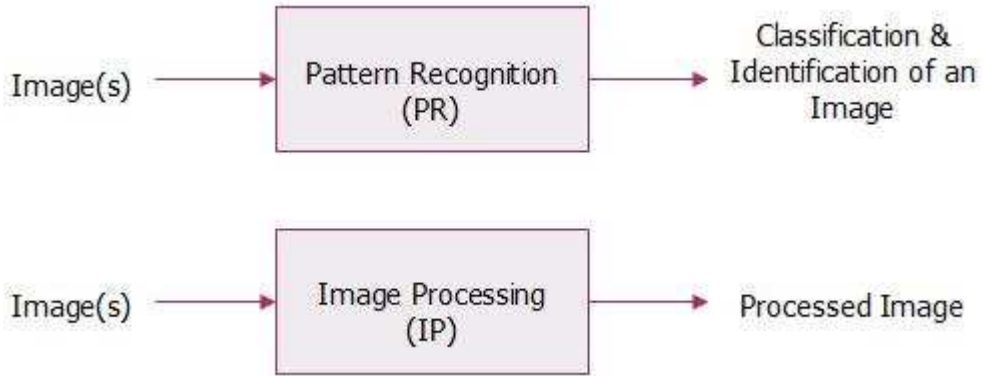 Image(s)
Pattern Recognition
(PR)
Classification &
Identification of an
Image
Image(s)
Image Processing
(IP)
Processed Image